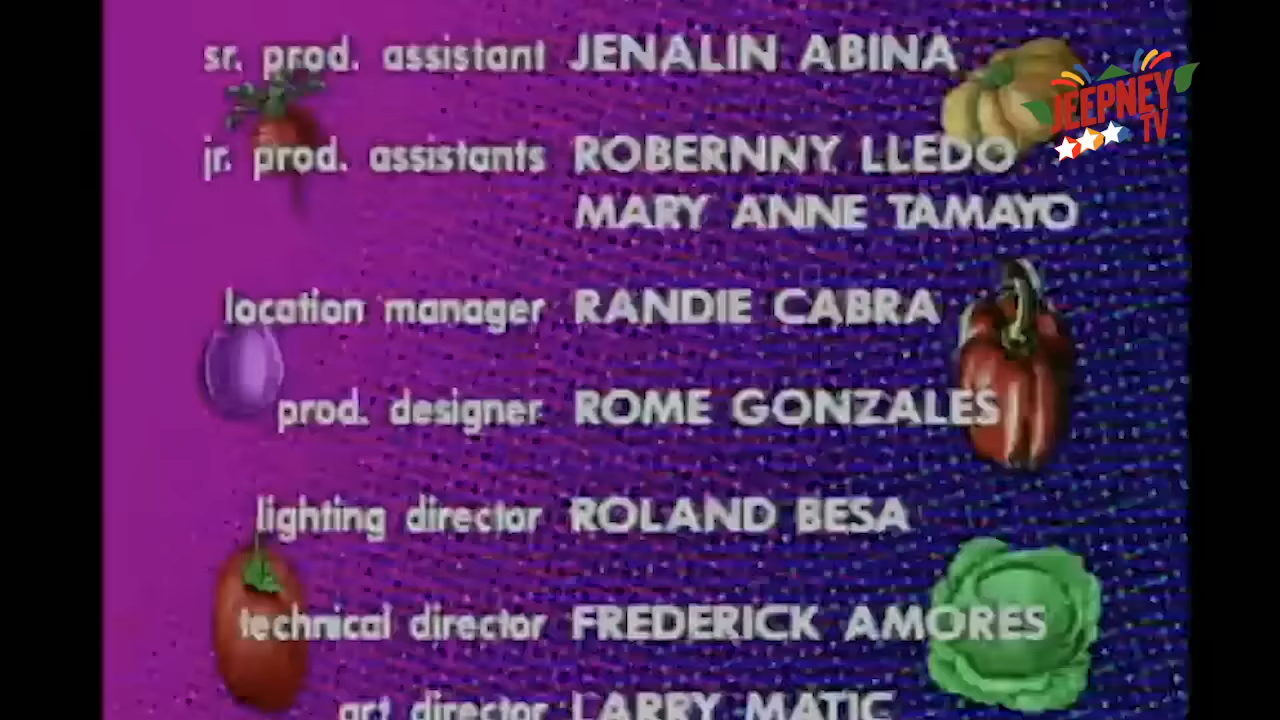 sr. prod. assistant JENALIN ABINA
jr. prod. assistants ROBERNNY LLEDO
MARY ANNE TAMAYO
location manager RANDIE CABRA
prod. designer ROME GONZALES
lighting director ROLAND BESA
technical director FREDERICK AMORES
art director LARRY MATIC
JEEPNEY
TV